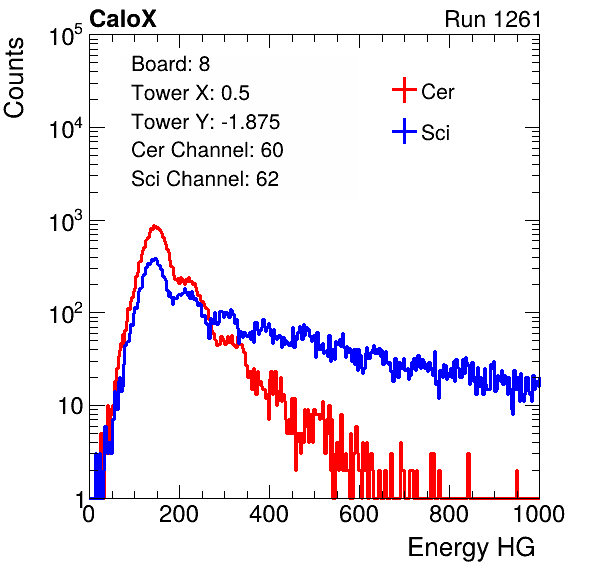 CaloX Run 1261
Counts
Board: 8
Tower X: 0.5
Tower Y: -1.875
Cer Channel: 60
Sci Channel: 62
Cer
Sci
10^5
10^4
10^3
10^2
10
1
0 200 400 600 800 1000
Energy HG